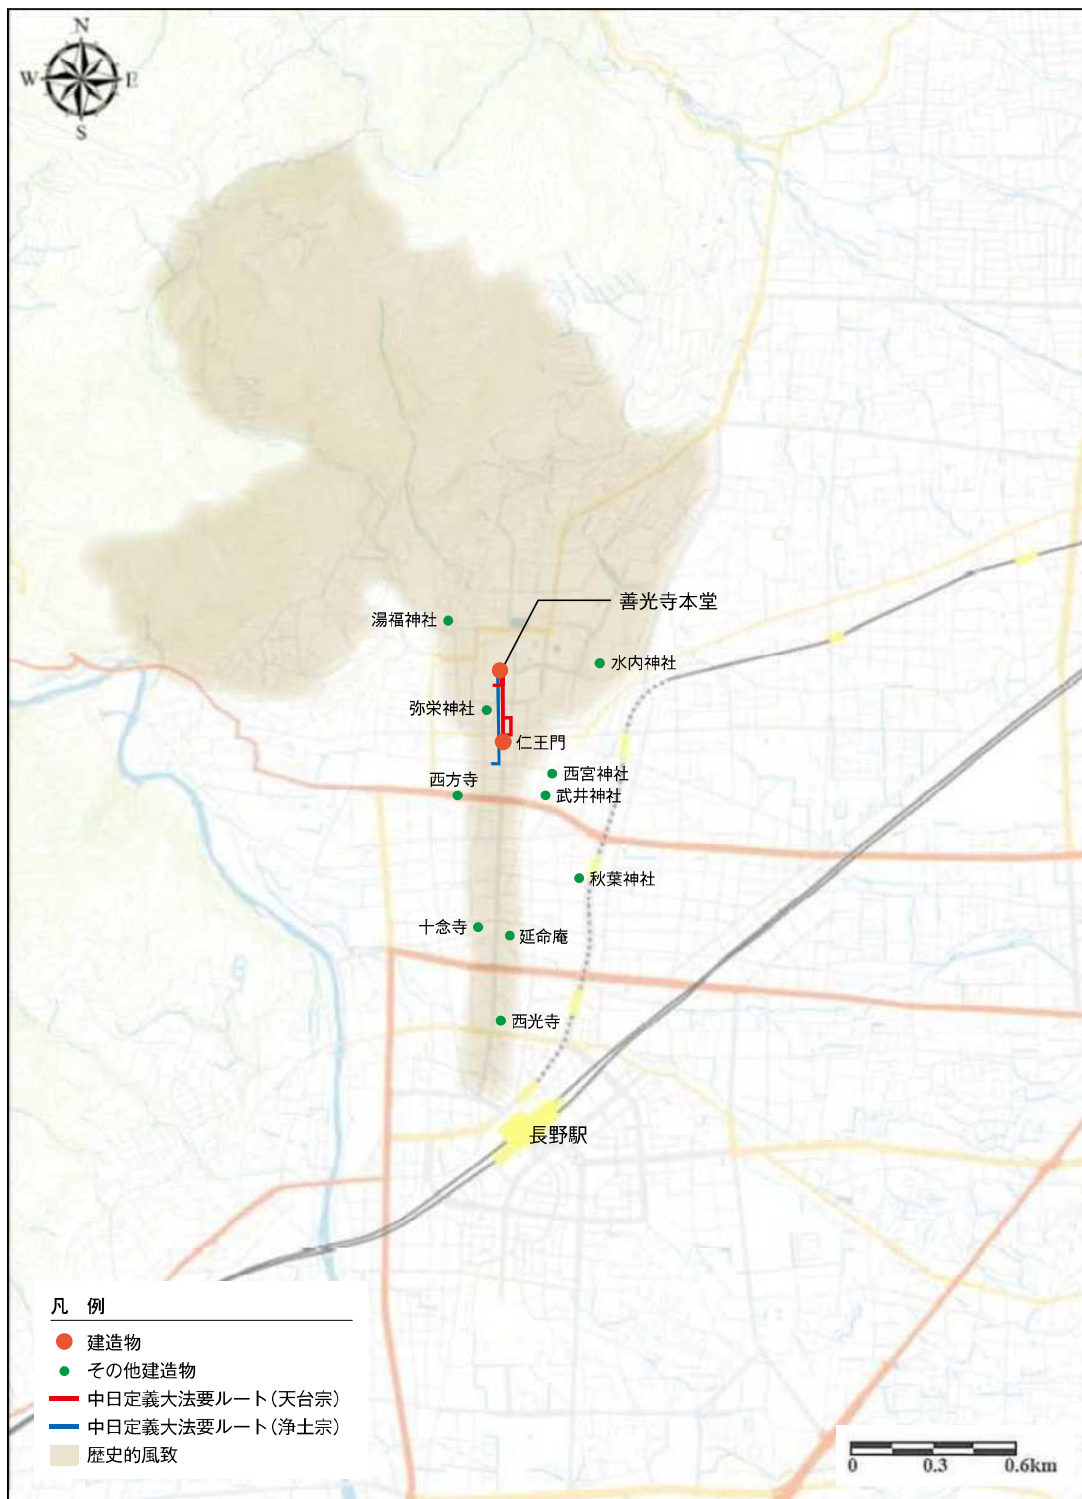 N
W E
S
善光寺本堂
湯福神社
水内神社
弥栄神社
仁王門
西宮神社
西方寺
武井神社
秋葉神社
十念寺
延命庵
西光寺
長野駅
凡 例
建造物
その他建造物
中日定義大法要ルート(天台宗)
中日定義大法要ルート(浄土宗)
歴史的風致
0 0.3 0.6km